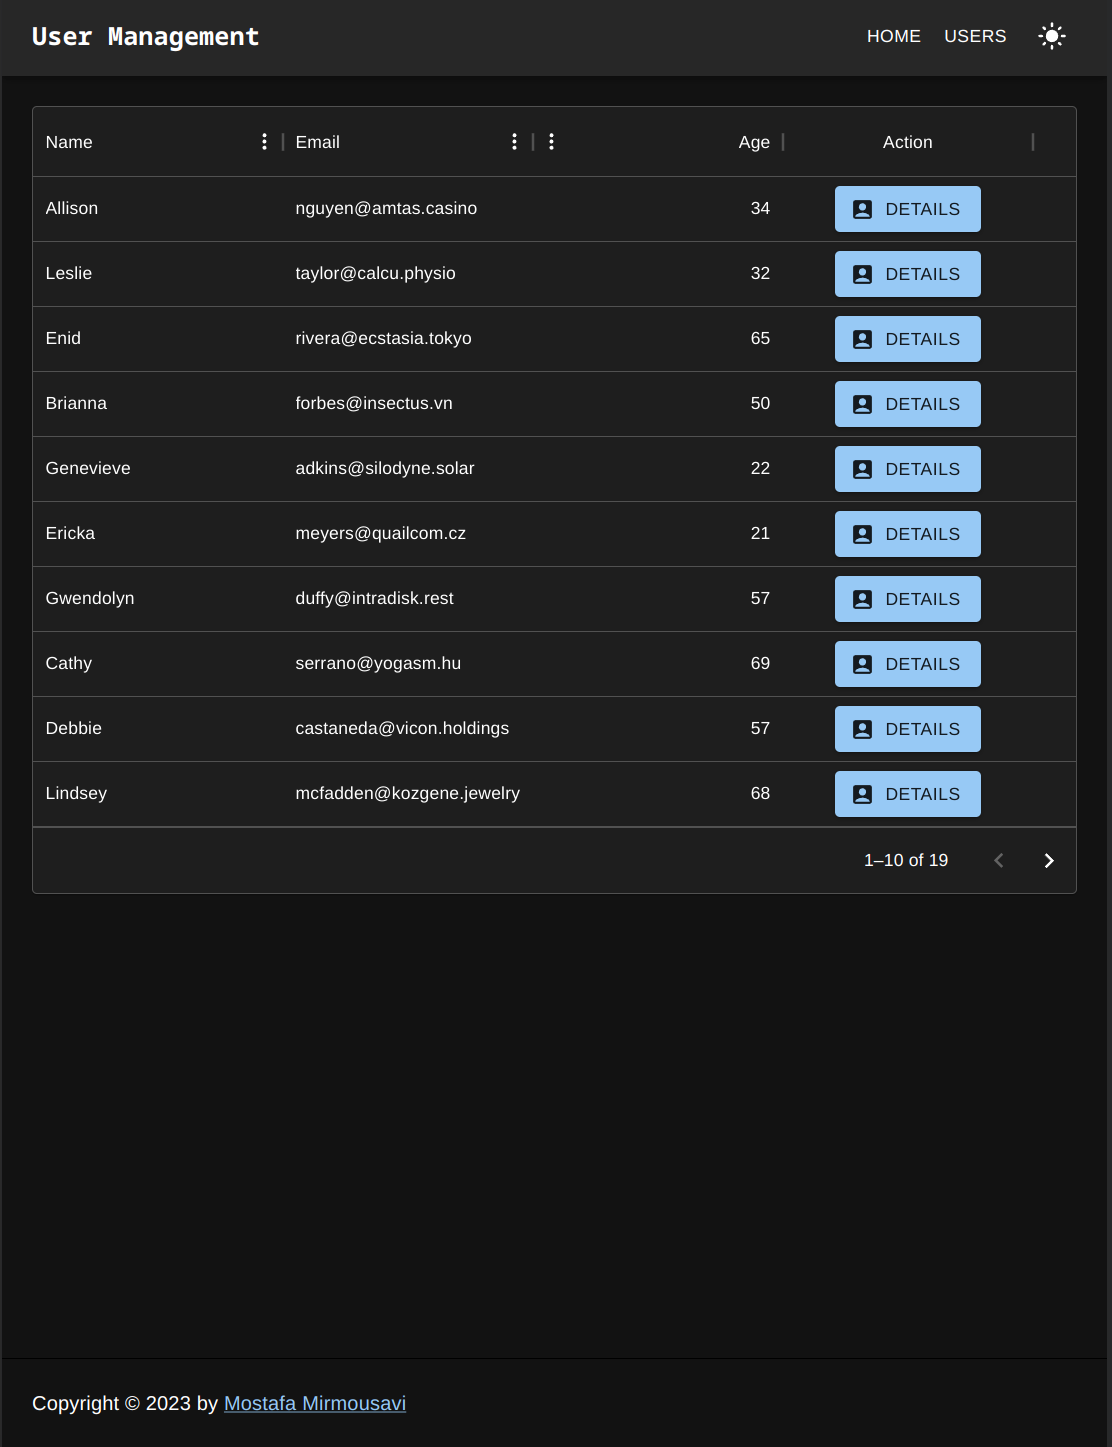 User Management HOME USERS
Name Email Age Action
Allison nguyen@amtas.casino 34 DETAILS
Leslie taylor@calcu.physio 32 DETAILS
Enid rivera@ecstasia.tokyo 65 DETAILS
Brianna forbes@insectus.vn 50 DETAILS
Genevieve adkins@silodyne.solar 22 DETAILS
Ericka meyers@quailcom.cz 21 DETAILS
Gwendolyn duffy@intradisk.rest 57 DETAILS
Cathy serrano@yogasm.hu 69 DETAILS
Debbie castaneda@vicon.holdings 57 DETAILS
Lindsey mcfadden@kozgene.jewelry 68 DETAILS
1–10 of 19
Copyright © 2023 by Mostafa Mirmousavi